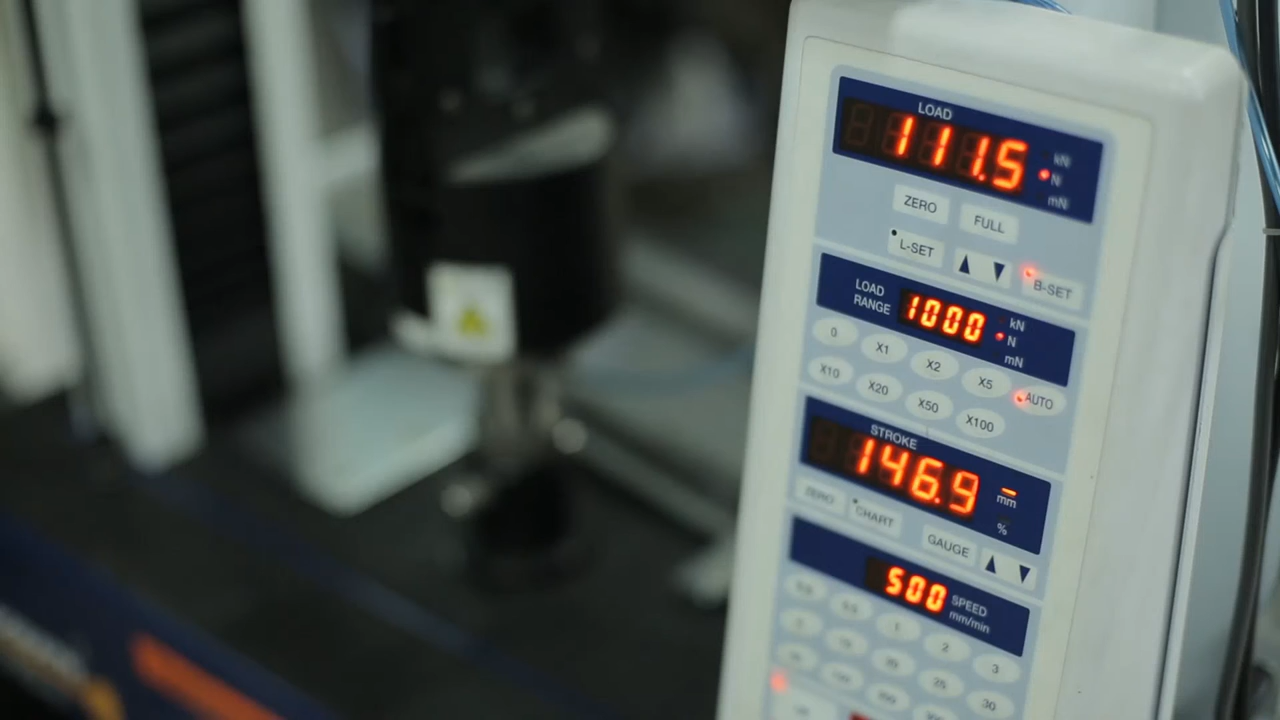 LOAD
111.5 kN
N
mN
ZERO FULL
L-SET ▲ ▼ B-SET
LOAD RANGE 1000 kN
N
mN
0 X1 X2 X5 AUTO
X10 X20 X50 X100
STROKE
146.9 mm
%
ZERO CHART GAUGE ▲ ▼
500 SPEED mm/min
1 2 3
30